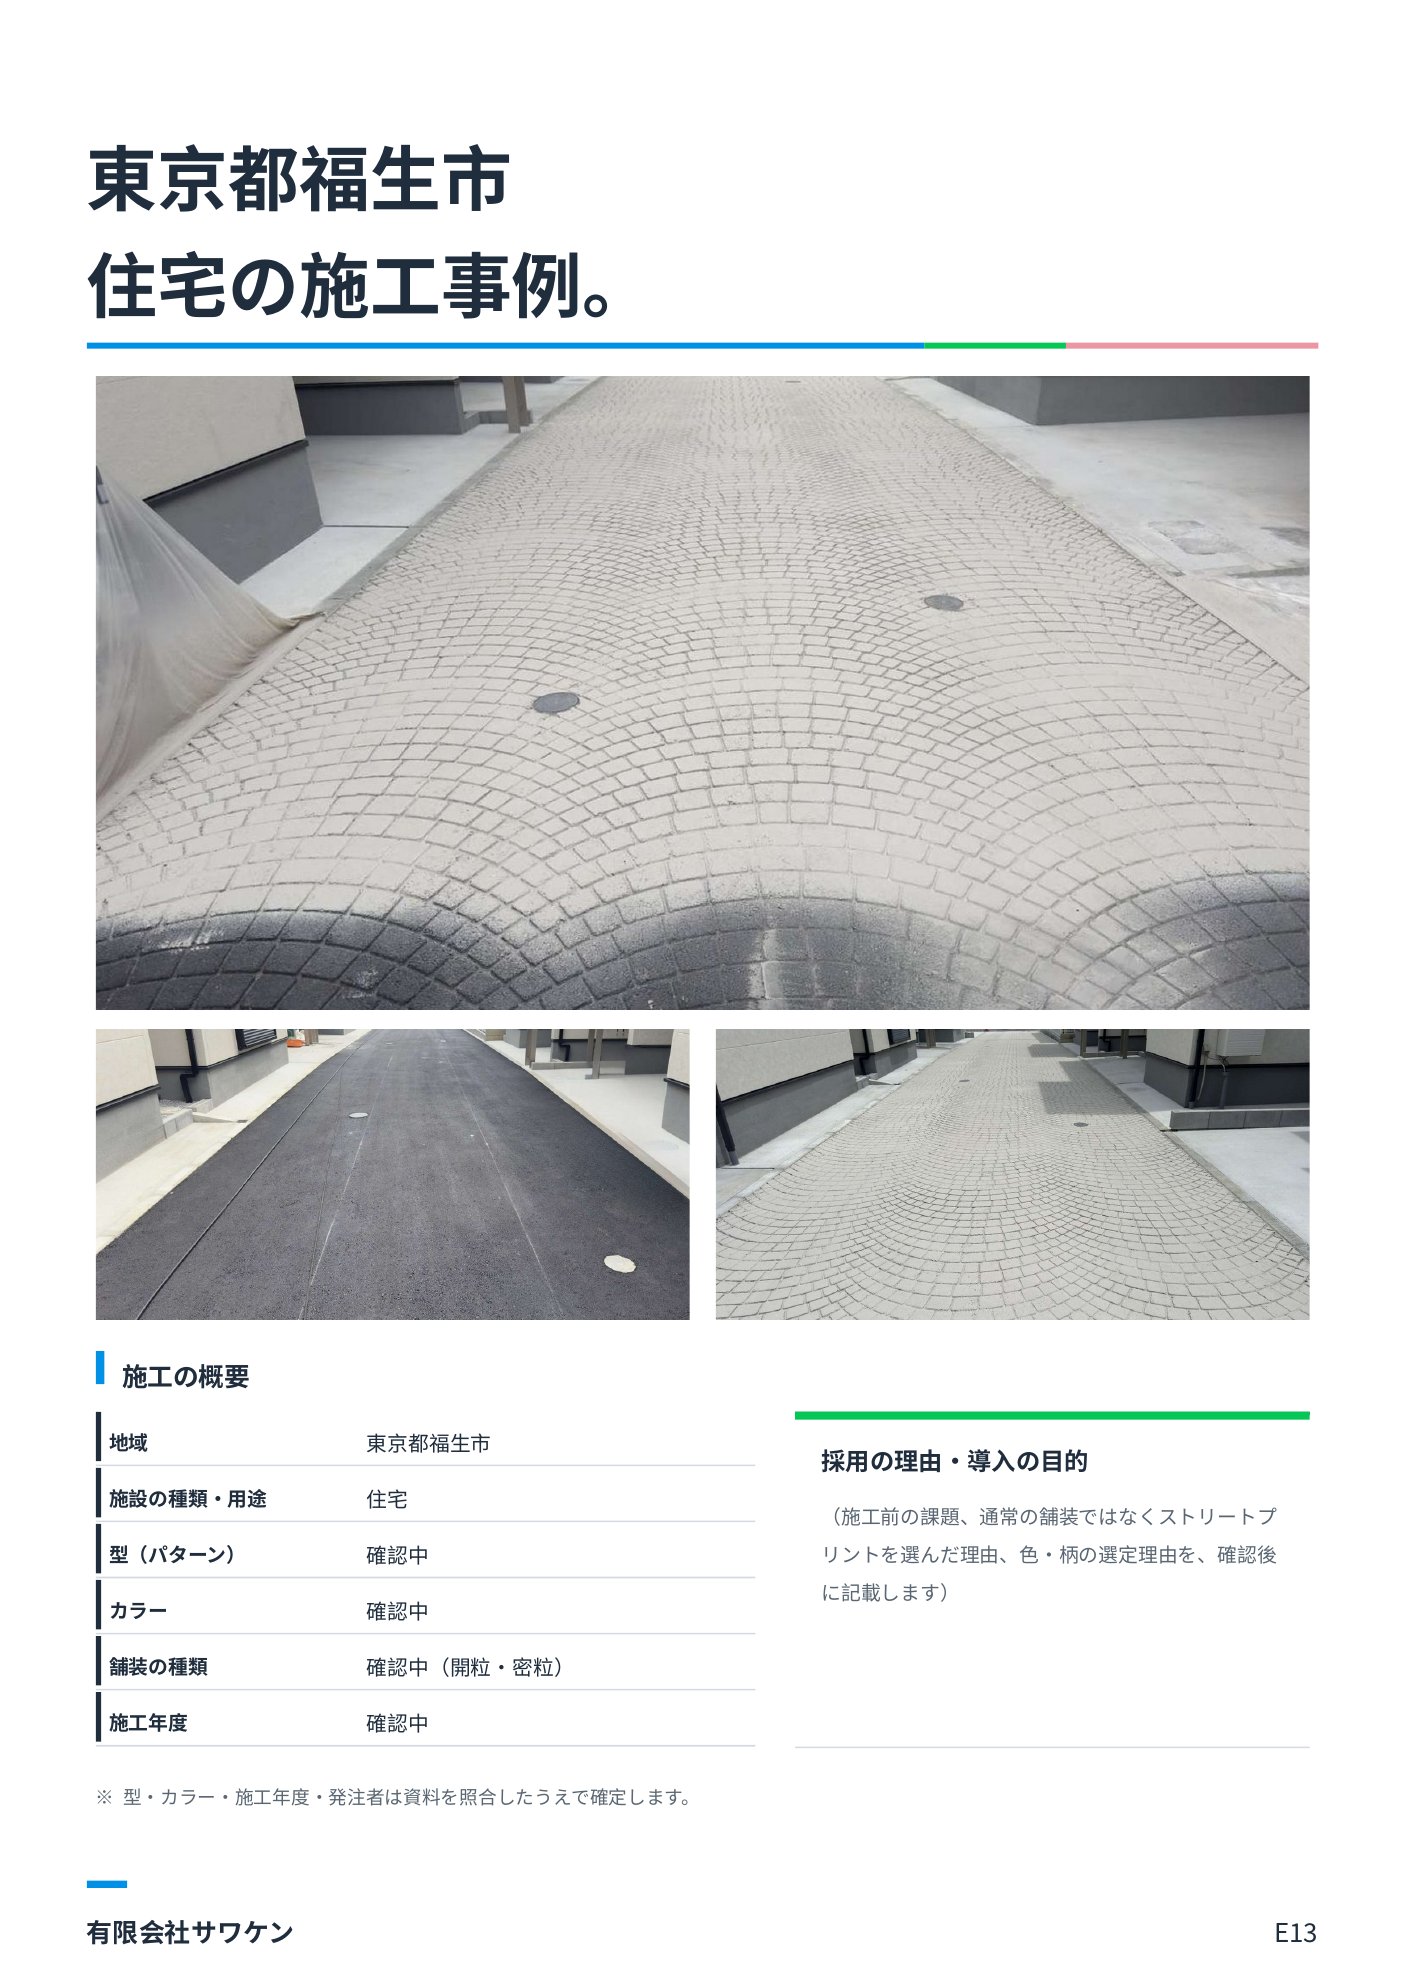 東京都福生市
住宅の施工事例。
施工の概要
地域 東京都福生市
施設の種類・用途 住宅
型（パターン） 確認中
カラー 確認中
舗装の種類 確認中（開粒・密粒）
施工年度 確認中
採用の理由・導入の目的
（施工前の課題、通常の舗装ではなくストリートプ
リントを選んだ理由、色・柄の選定理由を、確認後
に記載します）
※ 型・カラー・施工年度・発注者は資料を照合したうえで確定します。
有限会社サワケン
E13